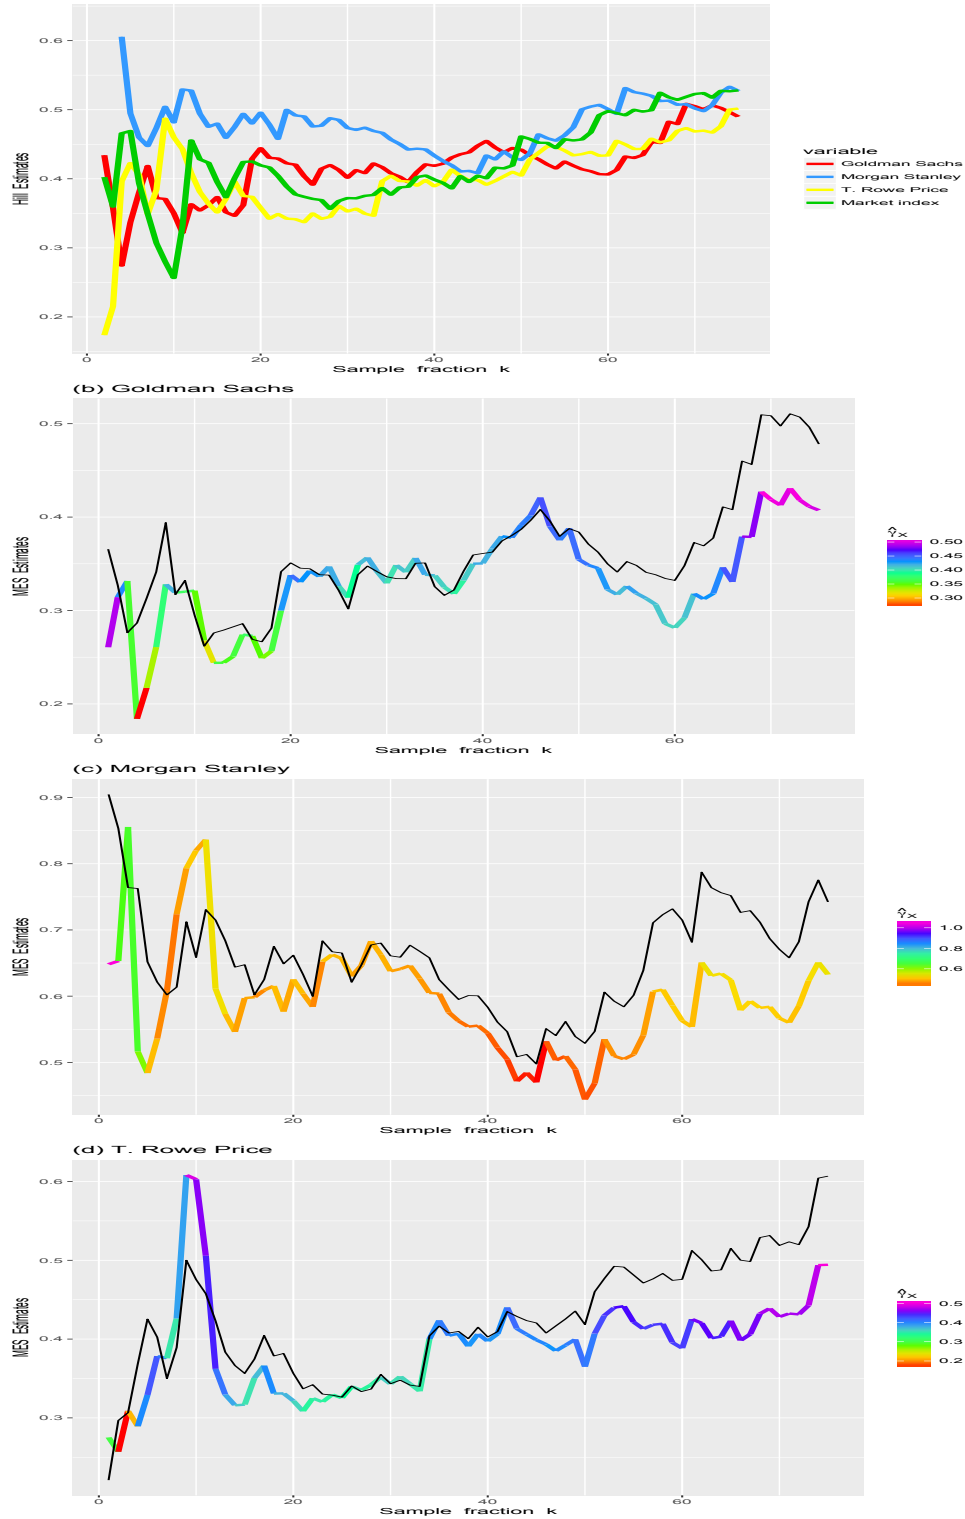 0.6
0.5
0.4
0.3
0.2
Hill Estimates
0 20 40 60
Sample fraction k
variable
Goldman Sachs
Morgan Stanley
T. Rowe Price
Market index
(b) Goldman Sachs
0.5
0.4
0.3
0.2
MES Estimates
0 20 40 60
Sample fraction k
γ̂x
0.50
0.45
0.40
0.35
0.30
(c) Morgan Stanley
0.9
0.8
0.7
0.6
0.5
MES Estimates
0 20 40 60
Sample fraction k
γ̂x
1.0
0.8
0.6
(d) T. Rowe Price
0.6
0.5
0.4
0.3
MES Estimates
0 20 40 60
Sample fraction k
γ̂x
0.5
0.4
0.3
0.2